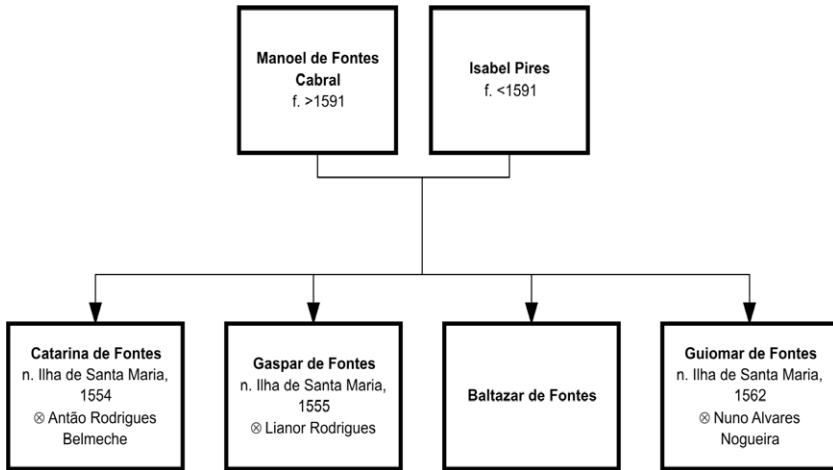 Manoel de Fontes
Cabral
f. >1591
Isabel Pires
f. <1591
Catarina de Fontes
n. Ilha de Santa Maria,
1554
⊗ Antão Rodrigues
Belmeche
Gaspar de Fontes
n. Ilha de Santa Maria,
1555
⊗ Lianor Rodrigues
Baltazar de Fontes
Guiomar de Fontes
n. Ilha de Santa Maria,
1562
⊗ Nuno Alvares
Nogueira